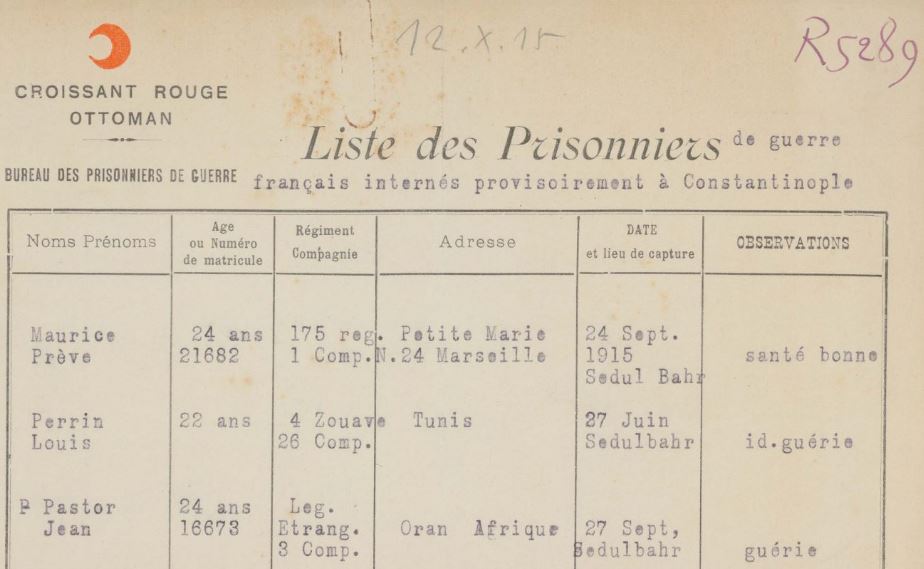 12.X.15
R5289
CROISSANT ROUGE
OTTOMAN
BUREAU DES PRISONNIERS DE GUERRE
Liste des Prisonniers de guerre
français internés provisoirement à Constantinople
Noms Prénoms
Age
ou Numéro
de matricule
Régiment
Compagnie
Adresse
DATE
et lieu de capture
OBSERVATIONS
Maurice 24 ans 175 reg. Petite Marie 24 Sept.
Prève 21682 1 Comp. N.24 Marseille 1915 santé bonne
Sedul Bahr
Perrin 22 ans 4 Zouave Tunis 27 Juin
Louis 26 Comp. Sedulbahr id.guérie
P Pastor 24 ans Leg.
Jean 16673 Etrang. Oran Afrique 27 Sept,
3 Comp. Sedulbahr guérie